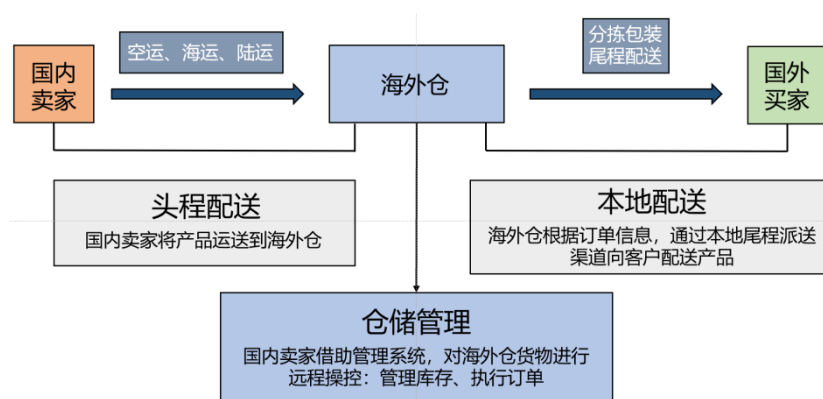 空运、海运、陆运
分拣包装
尾程配送
国内
卖家
海外仓
国外
买家
头程配送
国内卖家将产品运送到海外仓
本地配送
海外仓根据订单信息，通过本地尾程派送
渠道向客户配送产品
仓储管理
国内卖家借助管理系统，对海外仓货物进行
远程操控：管理库存、执行订单